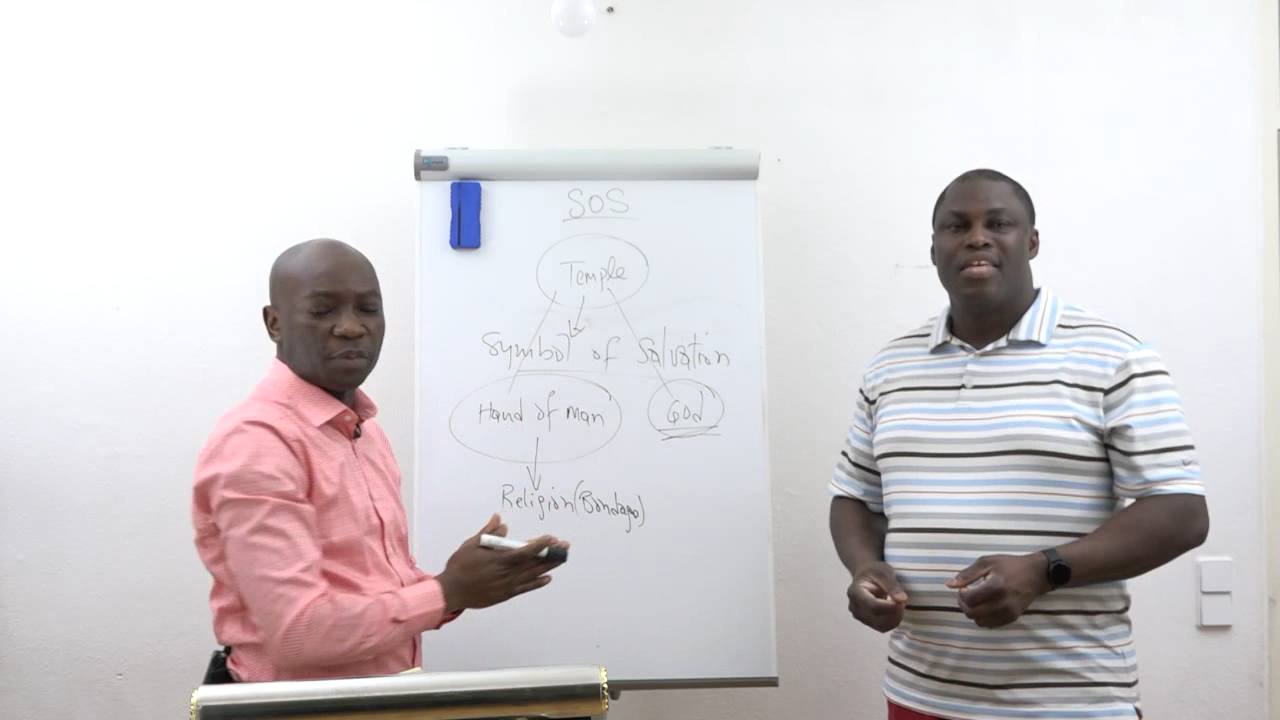 SOS
Temple
Symbol of Salvation
Hand of man
God
Religion (Bondage)